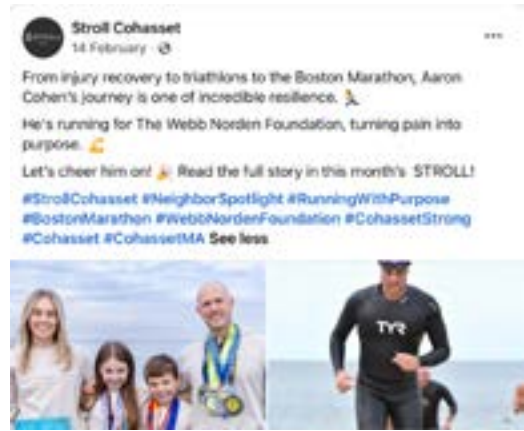 Stroll Cohasset
14 February
From injury recovery to triathlons to the Boston Marathon, Aaron
Cohen's journey is one of incredible resilience. 🏃
He's running for The Webb Norden Foundation, turning pain into
purpose. 💪
Let's cheer him on! 🎉 Read the full story in this month's STROLL!
#StrollCohasset #NeighborSpotlight #RunningWithPurpose
#BostonMarathon #WebbNordenFoundation #CohassetStrong
#Cohasset #CohassetMA See less
TYR